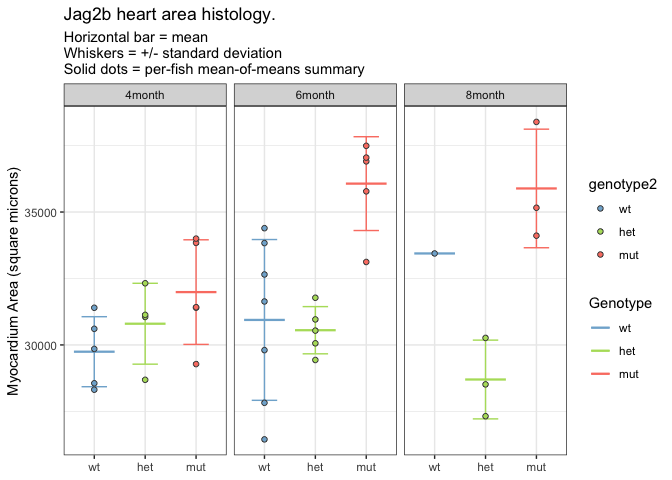 Jag2b heart area histology.
Horizontal bar = mean
Whiskers = +/- standard deviation
Solid dots = per-fish mean-of-means summary
4month 6month 8month
Myocardium Area (square microns)
35000
30000
wt het mut wt het mut wt het mut
genotype2
wt
het
mut
Genotype
wt
het
mut